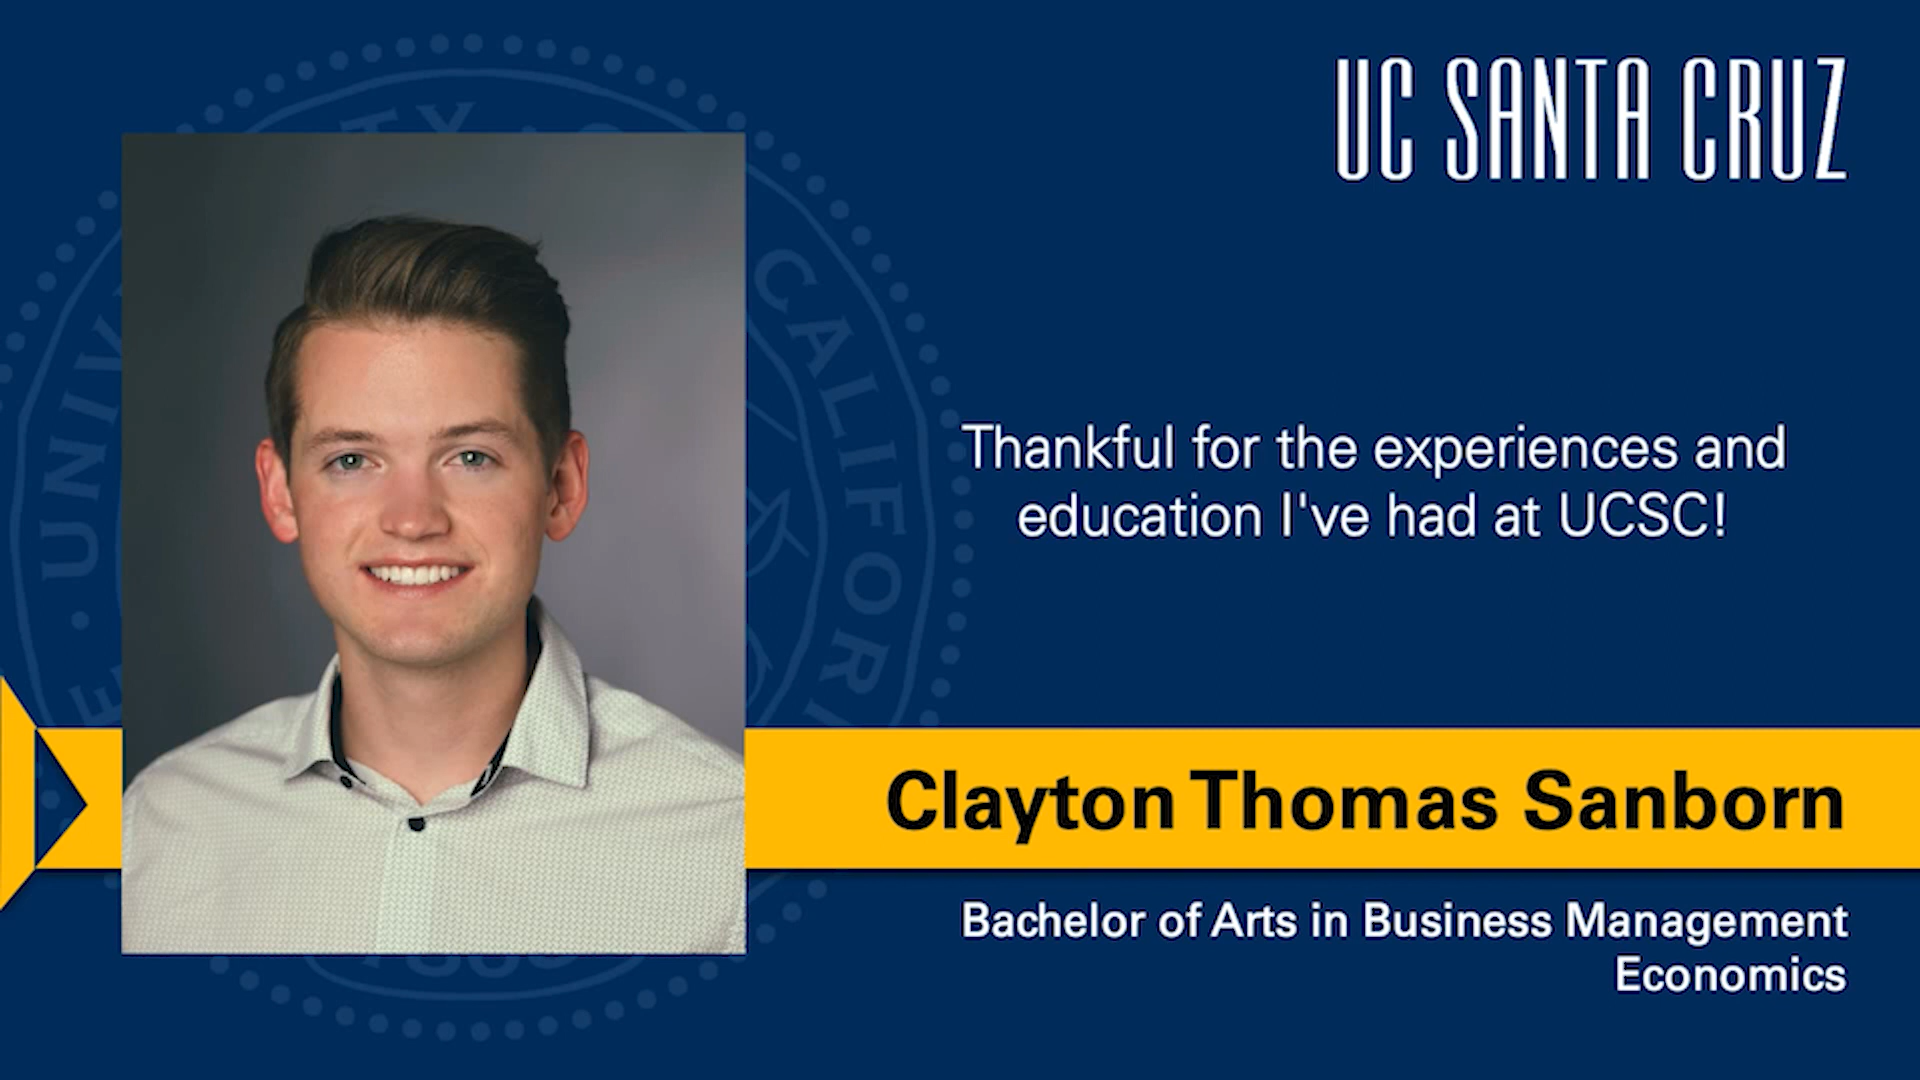 UC SANTA CRUZ
Thankful for the experiences and
education I've had at UCSC!
Clayton Thomas Sanborn
Bachelor of Arts in Business Management
Economics